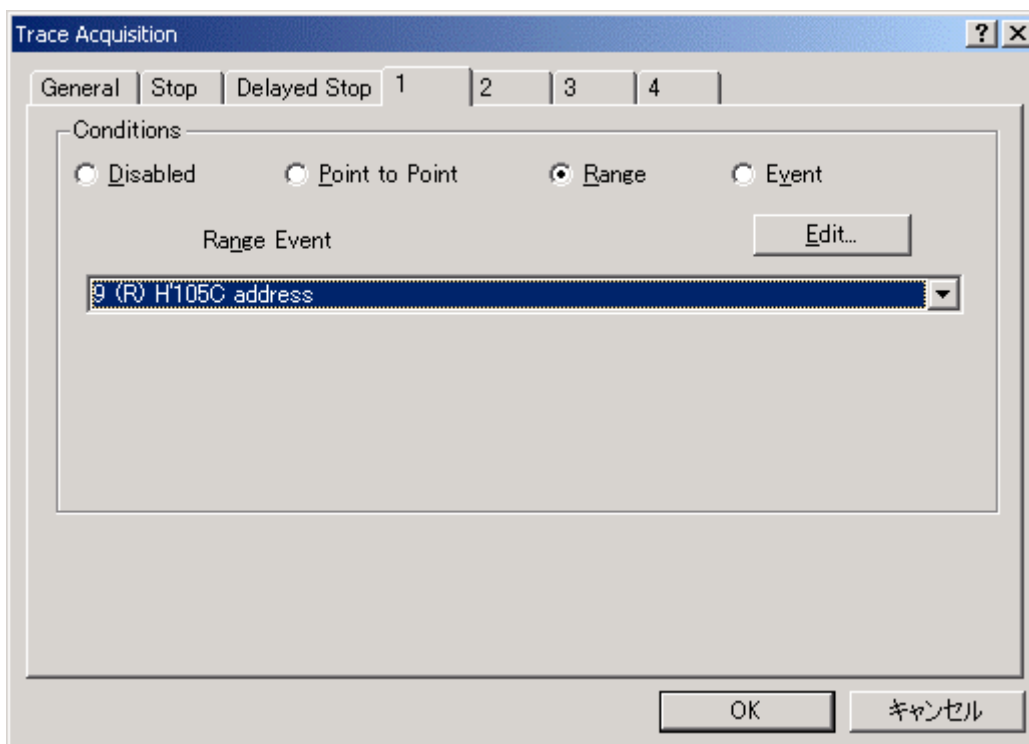 Trace Acquisition
General Stop Delayed Stop 1 2 3 4
Conditions
Disabled Point to Point Range Event
Range Event Edit...
9 (R) H'105C address
OK キャンセル